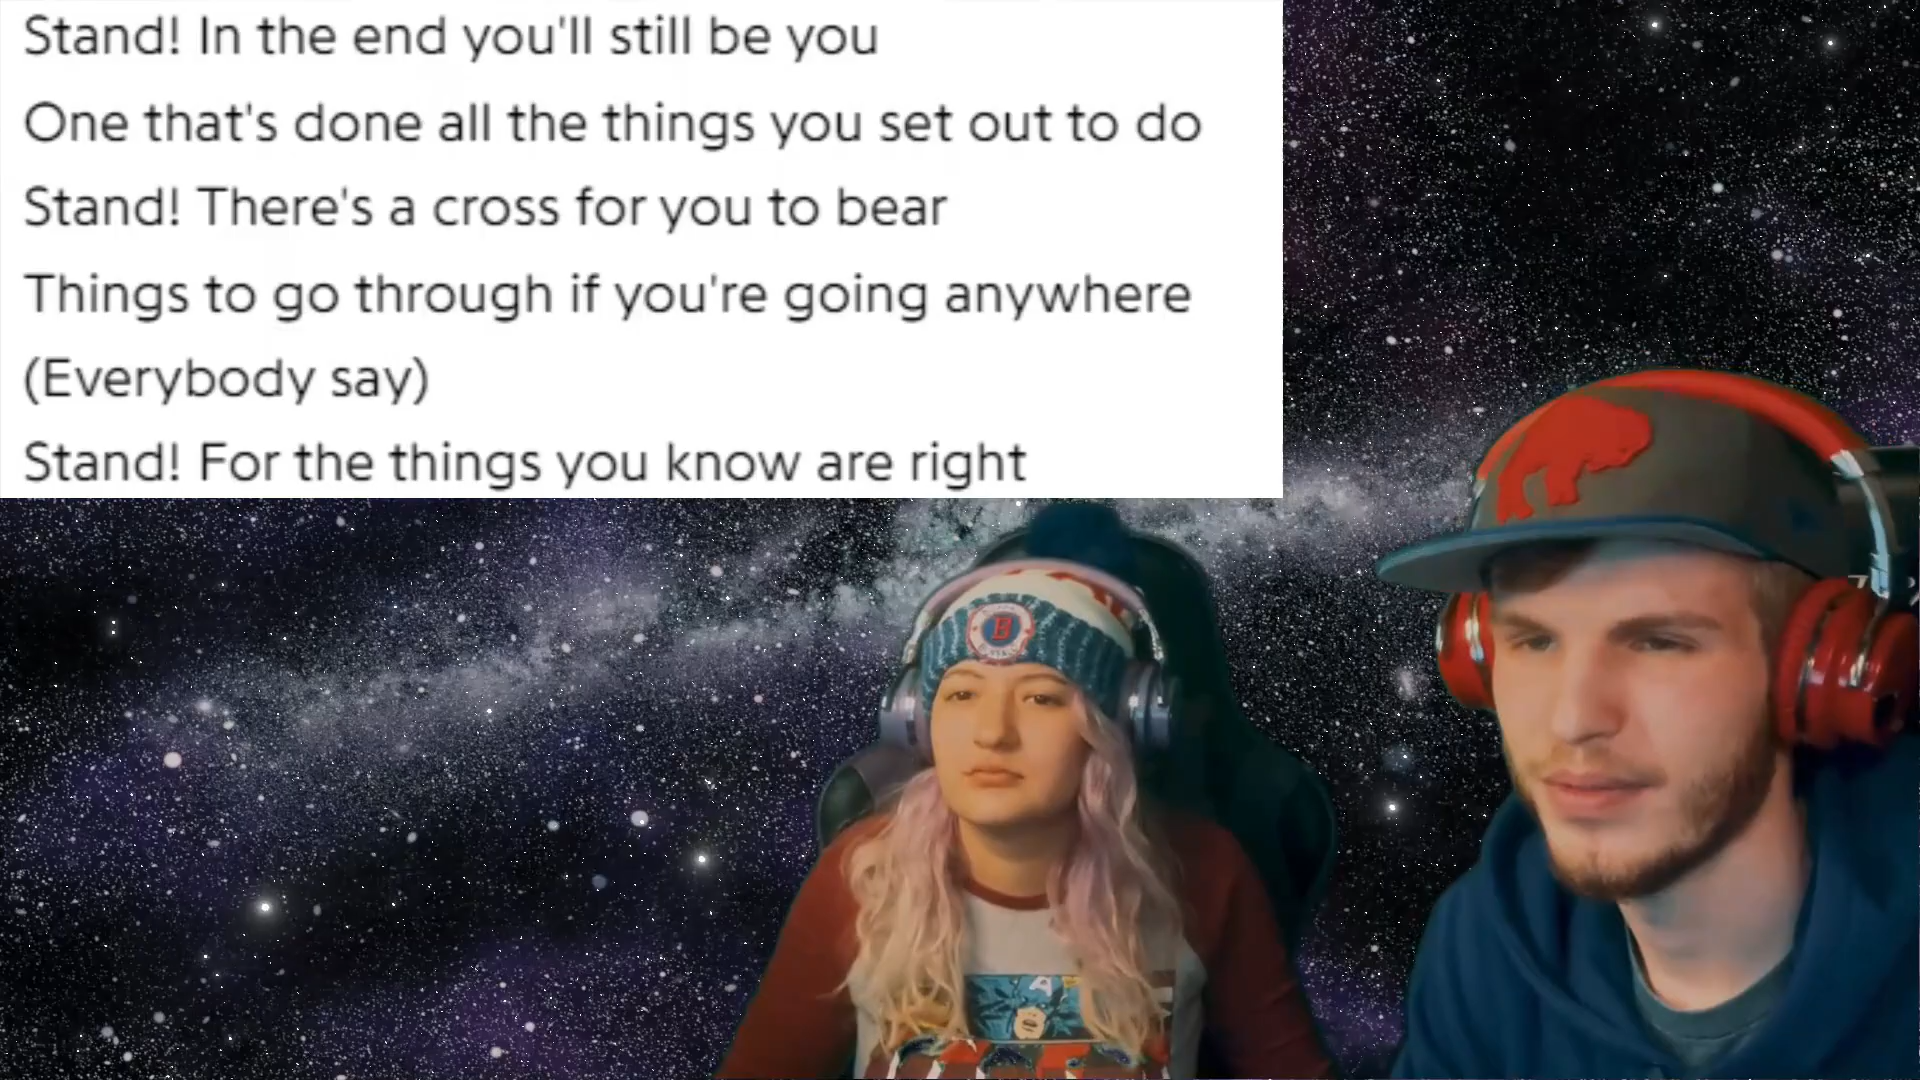 Stand! In the end you'll still be you
One that's done all the things you set out to do
Stand! There's a cross for you to bear
Things to go through if you're going anywhere
(Everybody say)
Stand! For the things you know are right
B
A